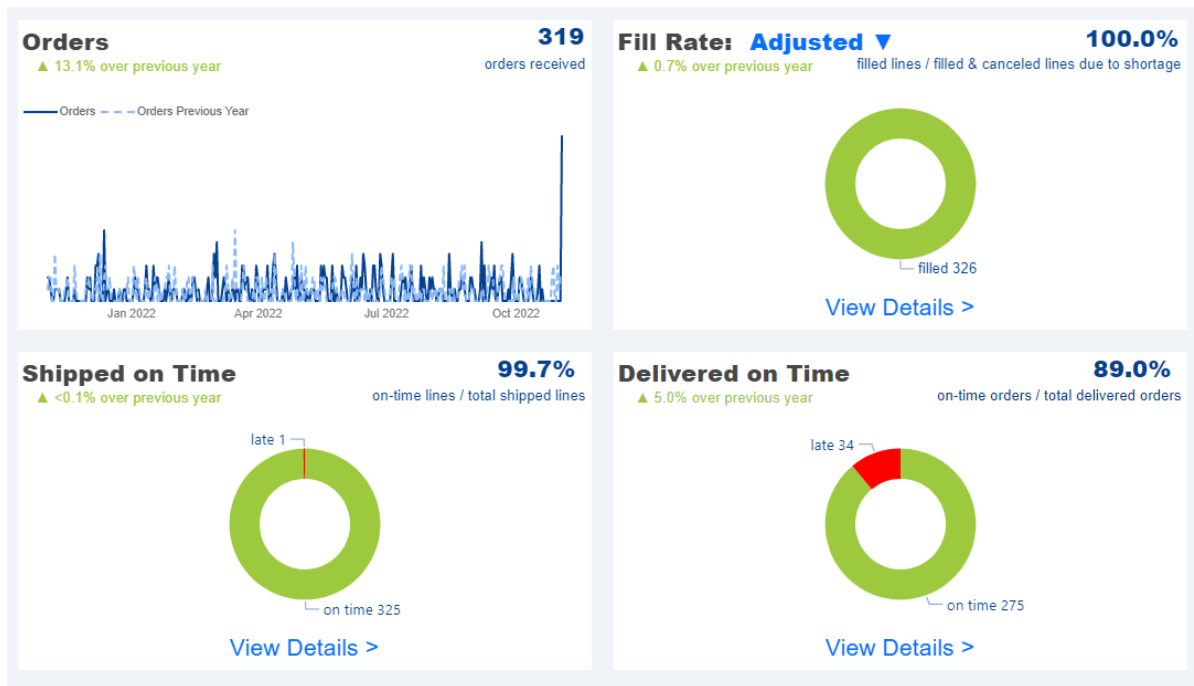 Orders
319
▲ 13.1% over previous year
orders received
Orders
Orders Previous Year
Jan 2022
Apr 2022
Jul 2022
Oct 2022
Fill Rate: Adjusted ▼
100.0%
▲ 0.7% over previous year
filled lines / filled & canceled lines due to shortage
filled 326
View Details >
Shipped on Time
99.7%
▲ <0.1% over previous year
on-time lines / total shipped lines
late 1
on time 325
View Details >
Delivered on Time
89.0%
▲ 5.0% over previous year
on-time orders / total delivered orders
late 34
on time 275
View Details >